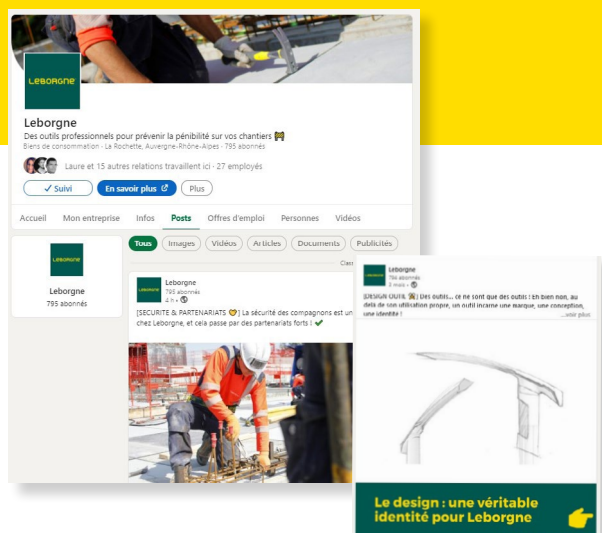 LEBORGNE
Leborgne
Des outils professionnels pour prévenir la pénibilité sur vos chantiers 🚧
Biens de consommation · La Rochette, Auvergne-Rhône-Alpes · 795 abonnés
Laure et 15 autres relations travaillent ici · 27 employés
✓ Suivi
En savoir plus
Plus
Accueil Mon entreprise Infos Posts Offres d'emploi Personnes Vidéos
LEBORGNE
Leborgne
795 abonnés
Tous Images Vidéos Articles Documents Publicités
Clas
LEBORGNE
Leborgne
795 abonnés
4 h •
[SECURITE & PARTENARIATS] La sécurité des compagnons est un
chez Leborgne, et cela passe par des partenariats forts ! ✔
LEBORGNE
Leborgne
796 abonnés
3 mois •
[DESIGN OUTIL] Des outils... ce ne sont que des outils ! Eh bien non, au
delà de son utilisation propre, un outil incarne une marque, une conception,
une identité !
...voir plus
Le design : une véritable
identité pour Leborgne